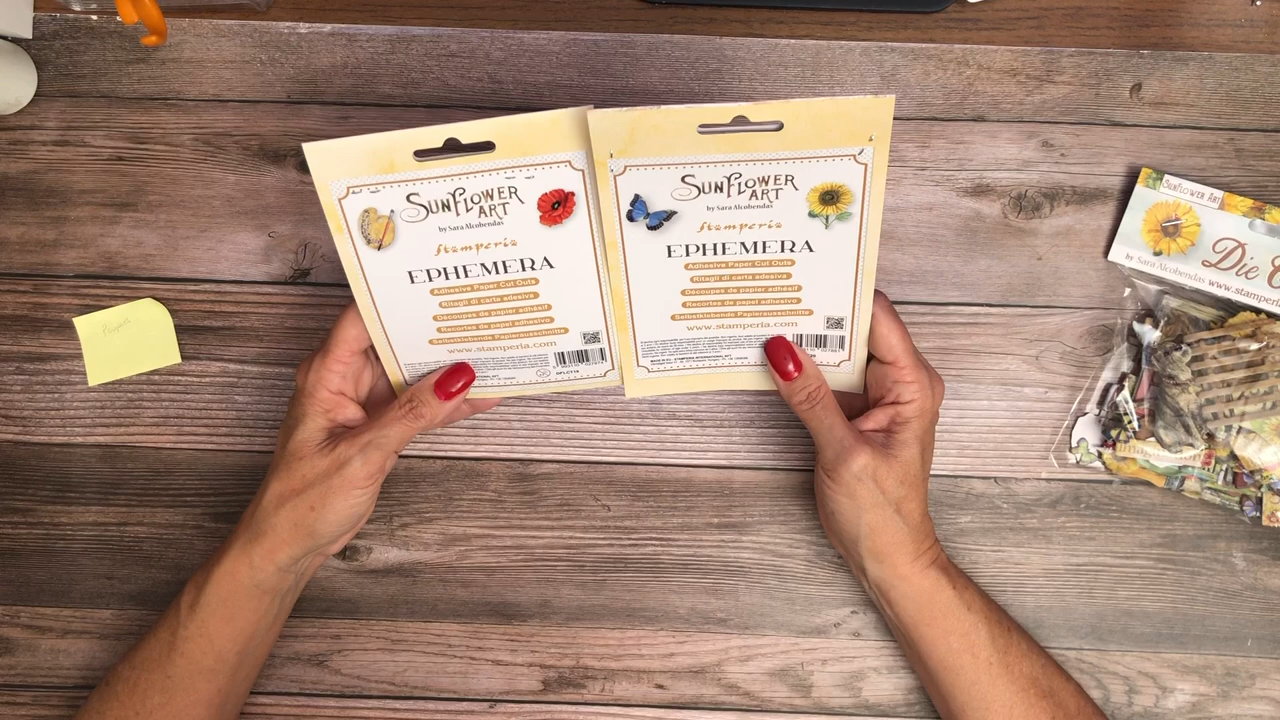 SUNFLOWER
ART
by Sara Alcobendas
Stamperia
EPHEMERA
Adhesive Paper Cut Outs
Ritagli di carta adesiva
Découpes de papier adhésif
Recortes de papel adhesivo
Selbstklebende Papierausschnitte
www.stamperia.com
DFLCT19
SUNFLOWER
ART
by Sara Alcobendas
Stamperia
EPHEMERA
Adhesive Paper Cut Outs
Ritagli di carta adesiva
Découpes de papier adhésif
Recortes de papel adhesivo
Selbstklebende Papierausschnitte
www.stamperia.com
SUNFLOWER ART
Die
by Sara Alcobendas
www.stamperia